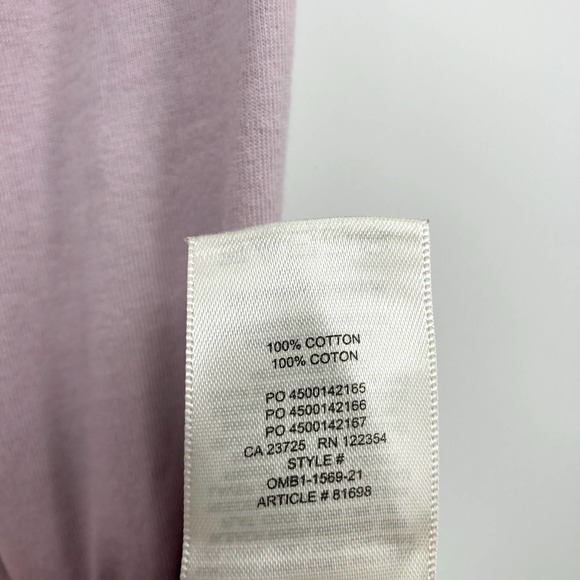 100% COTTON
100% COTON
PO 4500142165
PO 4500142166
PO 4500142167
CA 23725 RN 122354
STYLE #
OMB1-1569-21
ARTICLE # 81698